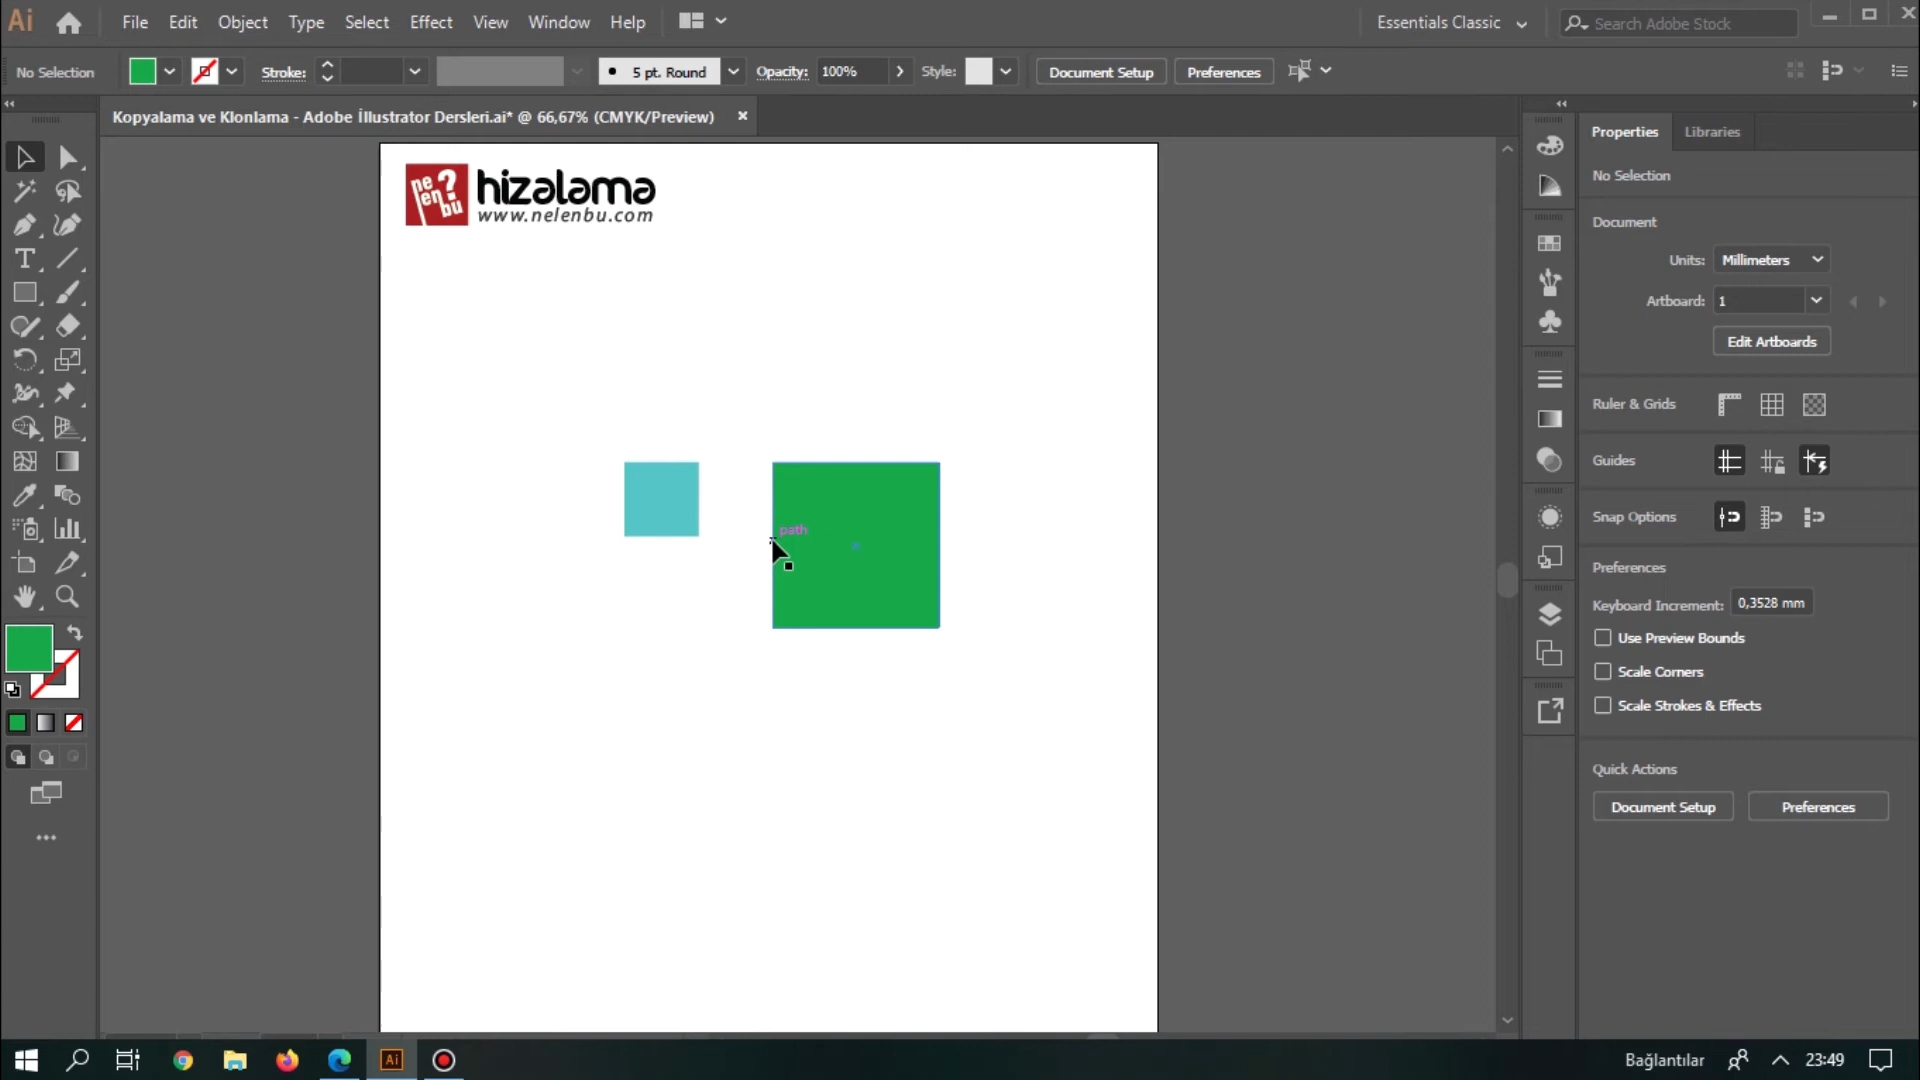 Ai File Edit Object Type Select Effect View Window Help Essentials Classic Search Adobe Stock
No Selection Stroke: 5 pt. Round Opacity: 100% Style: Document Setup Preferences
Kopyalama ve Klonlama - Adobe İllustrator Dersleri.ai* @ 66,67% (CMYK/Preview)
Properties Libraries
No Selection
Document
Units: Millimeters
Artboard: 1
Edit Artboards
Ruler & Grids
Guides
Snap Options
Preferences
Keyboard Increment: 0,3528 mm
Use Preview Bounds
Scale Corners
Scale Strokes & Effects
Quick Actions
Document Setup Preferences
ne len bu?
hizalama
www.nelenbu.com
path
Ai
Bağlantılar 23:49